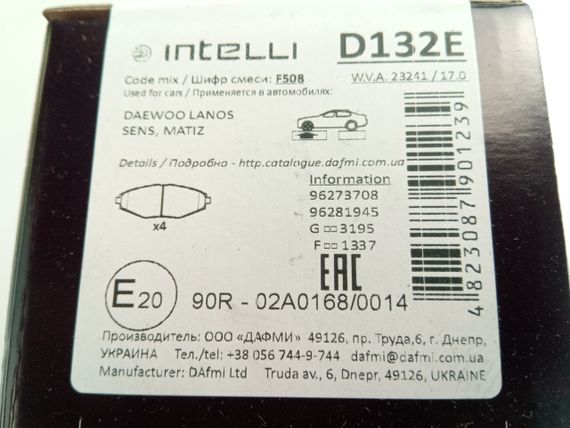 INTELLI D132E
Code mix / Шифр смеси: F508 W.V.A. 23241 / 17.0
Used for cars / Применяется в автомобилях:
DAEWOO LANOS
SENS, MATIZ
Details / Подробно - http.catalogue.dafmi.com.ua
Information
96273708
96281945
G □□3195
F □□1337
x4
4823087901239
EAC
E20 90R - 02A0168/0014
Производитель: ООО «ДАФМИ» 49126, пр. Труда,6, г. Днепр,
УКРАИНА Тел./tel: +38 056 744-9-744 dafmi@dafmi.com.ua
Manufacturer: DAfmi Ltd Truda av., 6, Dnepr, 49126, UKRAINE